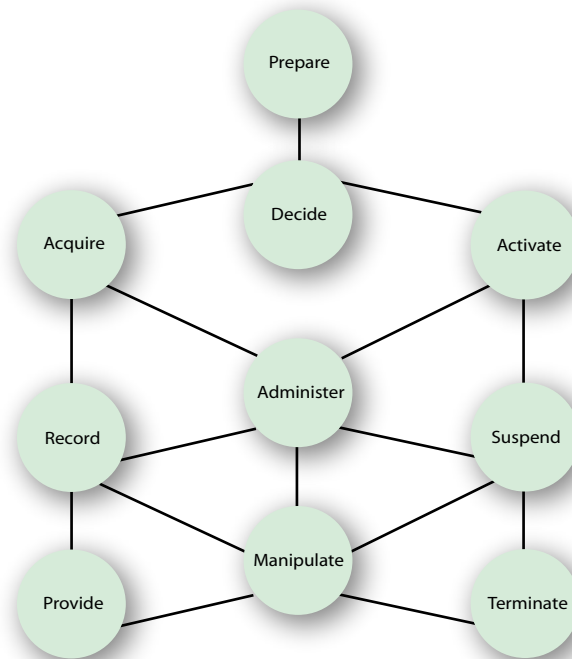 Prepare
Decide
Acquire
Activate
Administer
Record
Suspend
Manipulate
Provide
Terminate